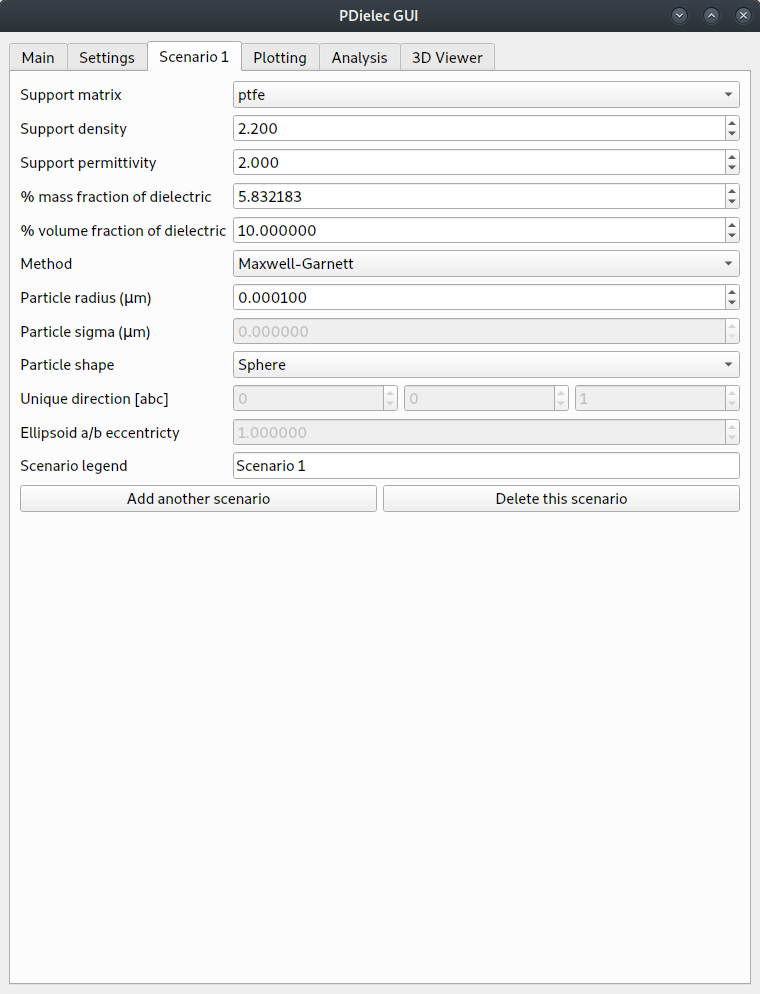 PDielec GUI
Main Settings Scenario 1 Plotting Analysis 3D Viewer
Support matrix ptfe
Support density 2.200
Support permittivity 2.000
% mass fraction of dielectric 5.832183
% volume fraction of dielectric 10.000000
Method Maxwell-Garnett
Particle radius (μm) 0.000100
Particle sigma (μm) 0.000000
Particle shape Sphere
Unique direction [abc] 0 0 1
Ellipsoid a/b eccentricty 1.000000
Scenario legend Scenario 1
Add another scenario Delete this scenario